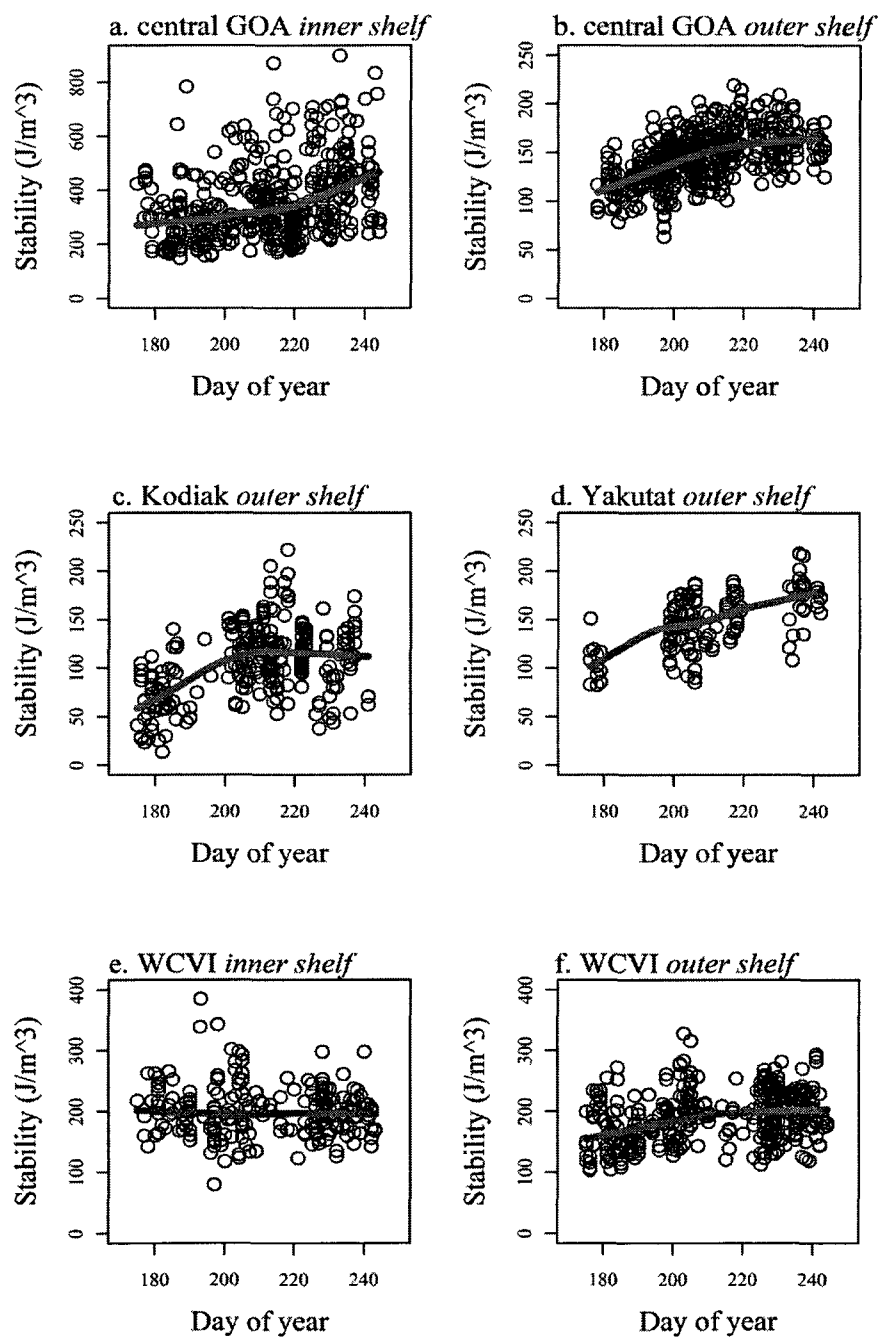 a. central GOA inner shelf
Stability (J/m^3)
800
600
400
200
0
180 200 220 240
Day of year
b. central GOA outer shelf
Stability (J/m^3)
250
200
150
100
50
0
180 200 220 240
Day of year
c. Kodiak outer shelf
Stability (J/m^3)
250
200
150
100
50
0
180 200 220 240
Day of year
d. Yakutat outer shelf
Stability (J/m^3)
250
200
150
100
50
0
180 200 220 240
Day of year
e. WCVI inner shelf
Stability (J/m^3)
400
300
200
100
0
180 200 220 240
Day of year
f. WCVI outer shelf
Stability (J/m^3)
400
300
200
100
0
180 200 220 240
Day of year